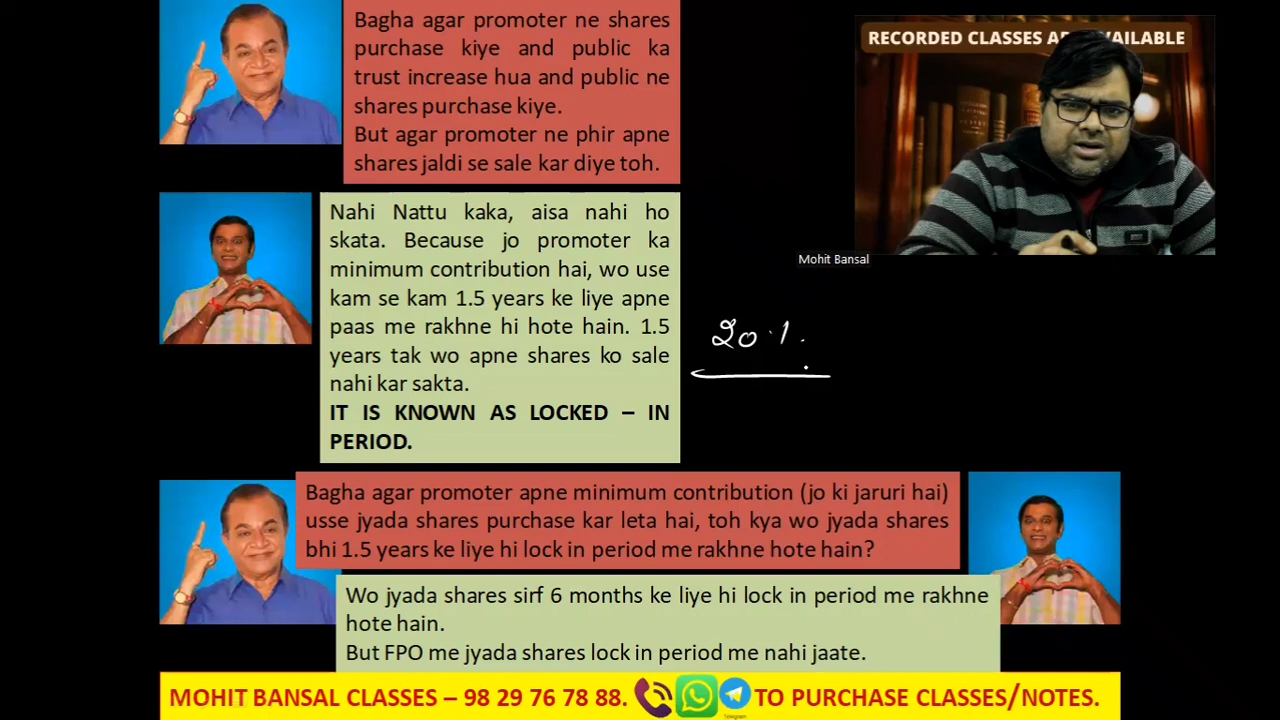 Bagha agar promoter ne shares
purchase kiye and public ka
trust increase hua and public ne
shares purchase kiye.
But agar promoter ne phir apne
shares jaldi se sale kar diye toh.
RECORDED CLASSES AVAILABLE
Mohit Bansal
Nahi Nattu kaka, aisa nahi ho
skata. Because jo promoter ka
minimum contribution hai, wo use
kam se kam 1.5 years ke liye apne
paas me rakhne hi hote hain. 1.5
years tak wo apne shares ko sale
nahi kar sakta.
IT IS KNOWN AS LOCKED – IN
PERIOD.
20%
Bagha agar promoter apne minimum contribution (jo ki jaruri hai)
usse jyada shares purchase kar leta hai, toh kya wo jyada shares
bhi 1.5 years ke liye hi lock in period me rakhne hote hain?
Wo jyada shares sirf 6 months ke liye hi lock in period me rakhne
hote hain.
But FPO me jyada shares lock in period me nahi jaate.
MOHIT BANSAL CLASSES – 98 29 76 78 88. TO PURCHASE CLASSES/NOTES.
Telegram